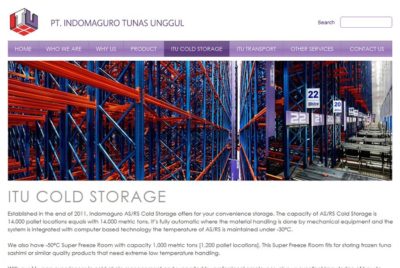 ITU
PT. INDOMAGURO TUNAS UNGGUL
Search
HOME WHO WE ARE WHY US PRODUCT ITU COLD STORAGE ITU TRANSPORT OTHER SERVICES CONTACT US
22
20
22 21
ITU COLD STORAGE
Established in the end of 2011, Indomaguro AS/RS Cold Storage offers for your convenience storage. The capacity of AS/RS Cold Storage is
14,000 pallet locations equals with 14,000 metric tons. It's fully automatic where the material handling is done by mechanical equipment and the
system is integrated with computer based technology the temperature of AS/RS is maintained under -30°C.
We also have -50°C Super Freeze Room with capacity 1,000 metric tons (1,200 pallet locations). This Super Freeze Room fits for storing frozen tuna
sashimi or similar quality products that need extreme low temperature handling.